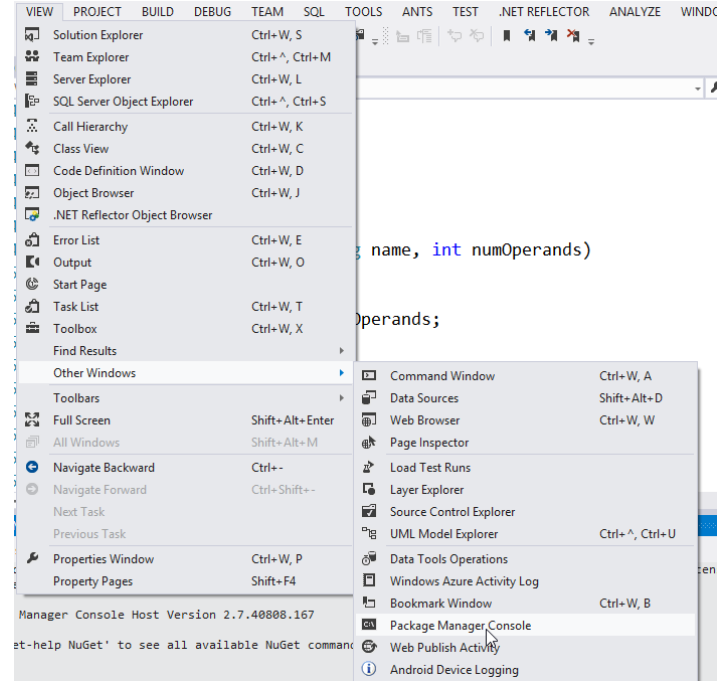 VIEW PROJECT BUILD DEBUG TEAM SQL TOOLS ANTS TEST .NET REFLECTOR ANALYZE
Solution Explorer Ctrl+W, S
Team Explorer Ctrl+^, Ctrl+M
Server Explorer Ctrl+W, L
SQL Server Object Explorer Ctrl+^, Ctrl+S
Call Hierarchy Ctrl+W, K
Class View Ctrl+W, C
Code Definition Window Ctrl+W, D
Object Browser Ctrl+W, J
.NET Reflector Object Browser
Error List Ctrl+W, E
name, int numOperands)
Output Ctrl+W, O
Start Page
Task List Ctrl+W, T
Operands;
Toolbox Ctrl+W, X
Find Results
Other Windows
Toolbars
Full Screen Shift+Alt+Enter
All Windows Shift+Alt+M
Navigate Backward Ctrl+-
Navigate Forward Ctrl+Shift+-
Next Task
Previous Task
Properties Window Ctrl+W, P
Property Pages Shift+F4
Command Window Ctrl+W, A
Data Sources Shift+Alt+D
Web Browser Ctrl+W, W
Page Inspector
Load Test Runs
Layer Explorer
Source Control Explorer
UML Model Explorer Ctrl+^, Ctrl+U
Data Tools Operations
Windows Azure Activity Log
Bookmark Window Ctrl+W, B
Package Manager Console
Web Publish Activity
Android Device Logging
Manager Console Host Version 2.7.40808.167
et-help NuGet' to see all available NuGet comman